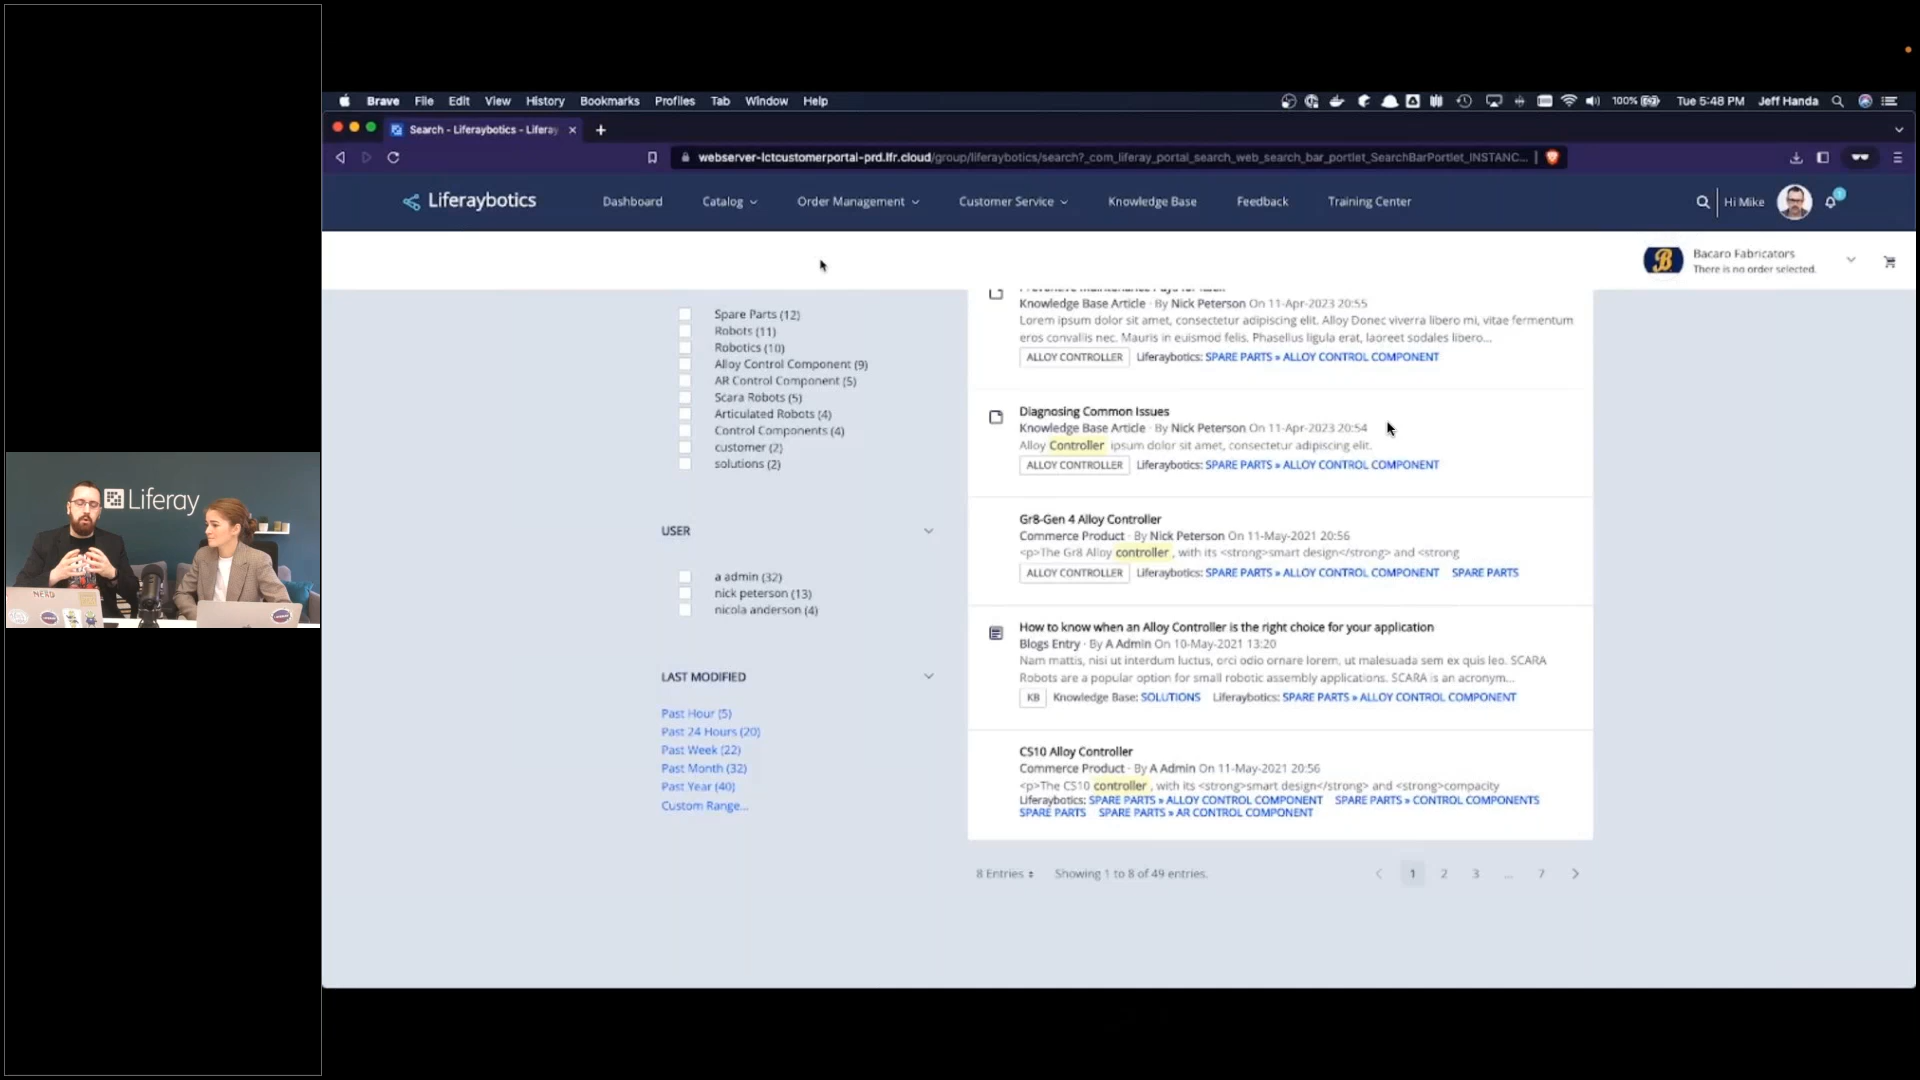 Brave File Edit View History Bookmarks Profiles Tab Window Help
100% Tue 5:48 PM Jeff Handa
Search - Liferaybotics - Liferay
webserver-lctcustomerportal-prd.lfr.cloud/group/liferaybotics/search?_com_liferay_portal_search_web_search_bar_portlet_SearchBarPortlet_INSTANC...
Liferaybotics
Dashboard Catalog Order Management Customer Service Knowledge Base Feedback Training Center
Hi Mike
1
Bacaro Fabricators
There is no order selected.
B
Spare Parts (12)
Robots (11)
Robotics (10)
Alloy Control Component (9)
AR Control Component (5)
Scara Robots (5)
Articulated Robots (4)
Control Components (4)
customer (2)
solutions (2)
USER
a admin (32)
nick peterson (13)
nicola anderson (4)
LAST MODIFIED
Past Hour (5)
Past 24 Hours (20)
Past Week (22)
Past Month (32)
Past Year (40)
Custom Range...
Knowledge Base Article · By Nick Peterson On 11-Apr-2023 20:55
Lorem ipsum dolor sit amet, consectetur adipiscing elit. Alloy Donec viverra libero mi, vitae fermentum
eros convallis nec. Mauris in euismod felis. Phasellus ligula erat, laoreet sodales libero...
ALLOY CONTROLLER Liferaybotics: SPARE PARTS » ALLOY CONTROL COMPONENT
Diagnosing Common Issues
Knowledge Base Article · By Nick Peterson On 11-Apr-2023 20:54
Alloy Controller ipsum dolor sit amet, consectetur adipiscing elit.
ALLOY CONTROLLER Liferaybotics: SPARE PARTS » ALLOY CONTROL COMPONENT
Gr8-Gen 4 Alloy Controller
Commerce Product · By Nick Peterson On 11-May-2021 20:56
<p>The Gr8 Alloy controller , with its <strong>smart design</strong> and <strong
ALLOY CONTROLLER Liferaybotics: SPARE PARTS » ALLOY CONTROL COMPONENT SPARE PARTS
How to know when an Alloy Controller is the right choice for your application
Blogs Entry · By A Admin On 10-May-2021 13:20
Nam mattis, nisi ut interdum luctus, orci odio ornare lorem, ut malesuada sem ex quis leo. SCARA
Robots are a popular option for small robotic assembly applications. SCARA is an acronym...
KB Knowledge Base: SOLUTIONS Liferaybotics: SPARE PARTS » ALLOY CONTROL COMPONENT
CS10 Alloy Controller
Commerce Product · By A Admin On 11-May-2021 20:56
<p>The CS10 controller , with its <strong>smart design</strong> and <strong>compacity
Liferaybotics: SPARE PARTS » ALLOY CONTROL COMPONENT SPARE PARTS » CONTROL COMPONENTS
SPARE PARTS SPARE PARTS » AR CONTROL COMPONENT
8 Entries Showing 1 to 8 of 49 entries.
1 2 3 ... 7
Liferay
NERD